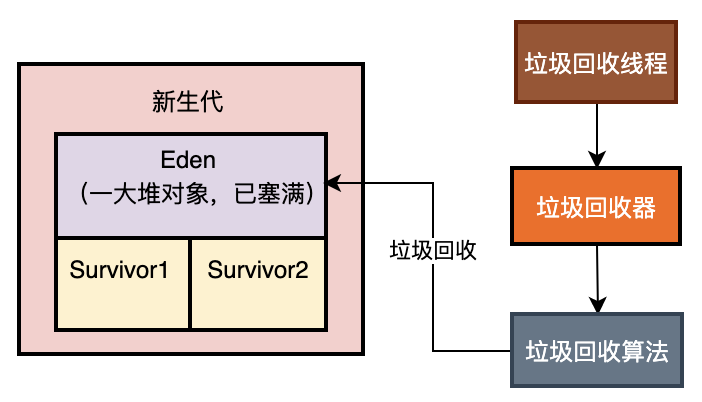 新生代
Eden
（一大堆对象，已塞满）
Survivor1
Survivor2
垃圾回收
垃圾回收线程
垃圾回收器
垃圾回收算法